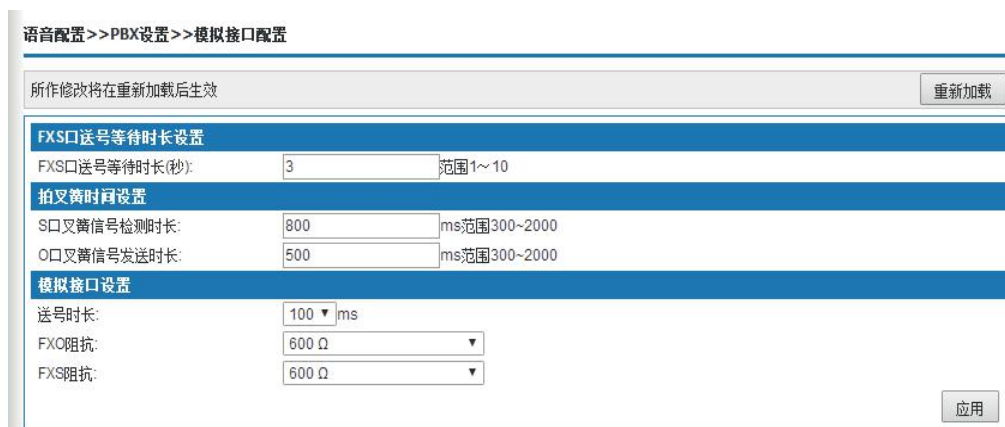 语音配置>>PBX设置>>模拟接口配置
所作修改将在重新加载后生效 重新加载
FXS口送号等待时长设置
FXS口送号等待时长(秒): 3 范围1～10
拍叉簧时间设置
S口叉簧信号检测时长: 800 ms范围300~2000
O口叉簧信号发送时长: 500 ms范围300~2000
模拟接口设置
送号时长: 100 ms
FXO阻抗: 600 Ω
FXS阻抗: 600 Ω
应用